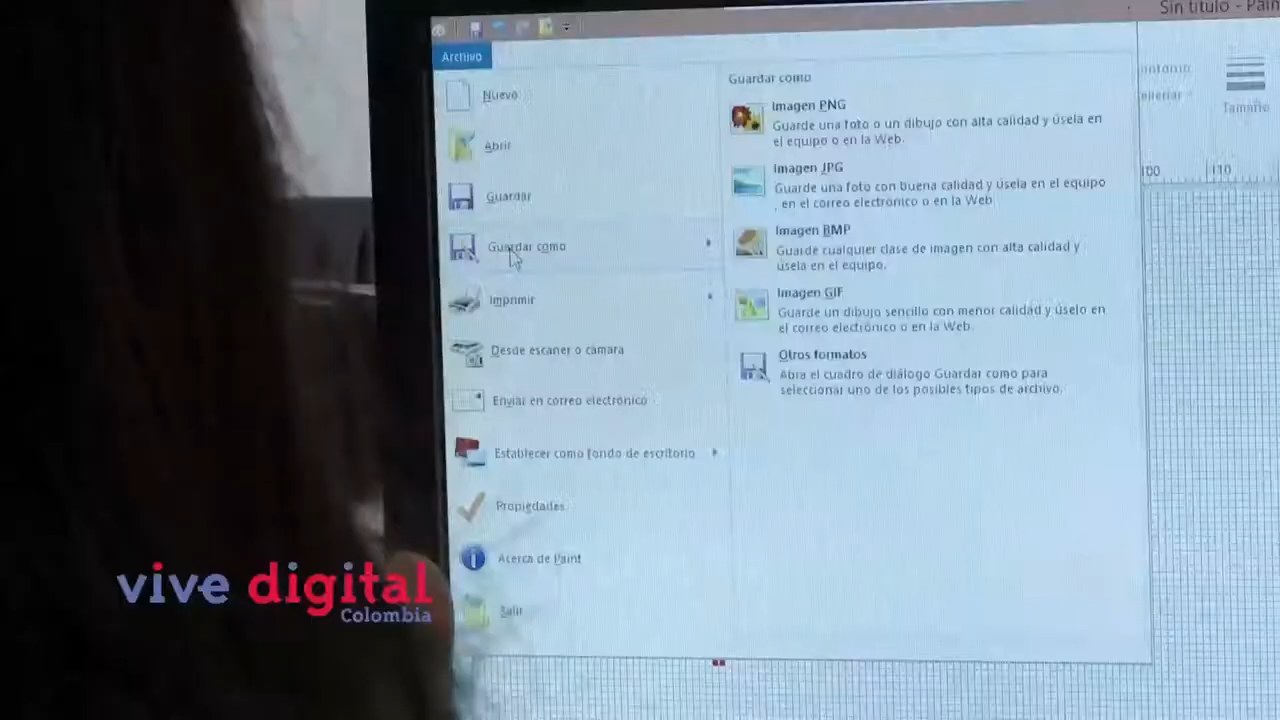 Sin título - Pain
Archivo
Nuevo
Abrir
Guardar
Guardar como
Imprimir
Desde escáner o cámara
Enviar en correo electrónico
Establecer como fondo de escritorio
Propiedades
Acerca de Paint
Salir
Guardar como
Imagen PNG
Guarde una foto o un dibujo con alta calidad y úsela en
el equipo o en la Web.
Imagen JPG
Guarde una foto con buena calidad y úsela en el equipo
, en el correo electrónico o en la Web
Imagen BMP
Guarde cualquier clase de imagen con alta calidad y
úsela en el equipo.
Imagen GIF
Guarde un dibujo sencillo con menor calidad y úselo en
el correo electrónico o en la Web.
Otros formatos
Abra el cuadro de diálogo Guardar como para
seleccionar uno de los posibles tipos de archivo.
Tamaño
100 110
vive digital
Colombia